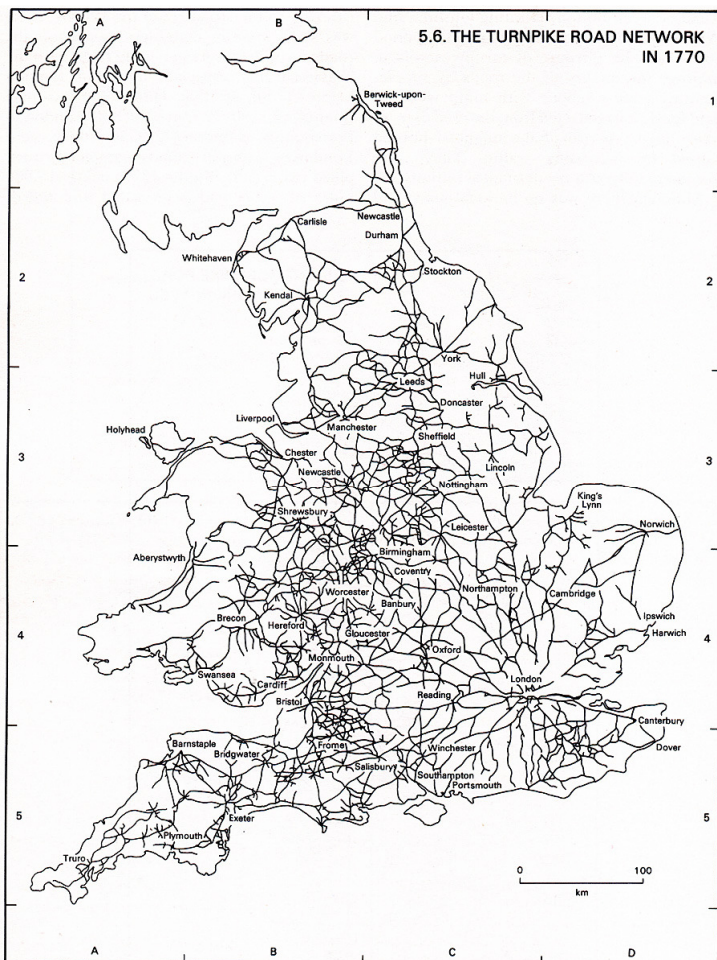 A
B
5.6. THE TURNPIKE ROAD NETWORK
IN 1770
1
Berwick-upon-
Tweed
Newcastle
Carlisle
Durham
Whitehaven
Stockton
2
2
Kendal
York
Hull
Leeds
Doncaster
Liverpool
Manchester
Holyhead
Sheffield
Chester
3
3
Newcastle
Lincoln
Nottingham
King's
Lynn
Shrewsbury
Leicester
Norwich
Birmingham
Aberystwyth
Coventry
Worcester
Northampton
Cambridge
Banbury
Brecon
Hereford
Ipswich
Gloucester
Harwich
4
4
Oxford
Monmouth
Swansea
London
Cardiff
Reading
Bristol
Canterbury
Barnstaple
Bridgwater
Frome
Winchester
Dover
Salisbury
Southampton
Portsmouth
5
5
Exeter
Plymouth
Truro
0
100
km
A
B
C
D